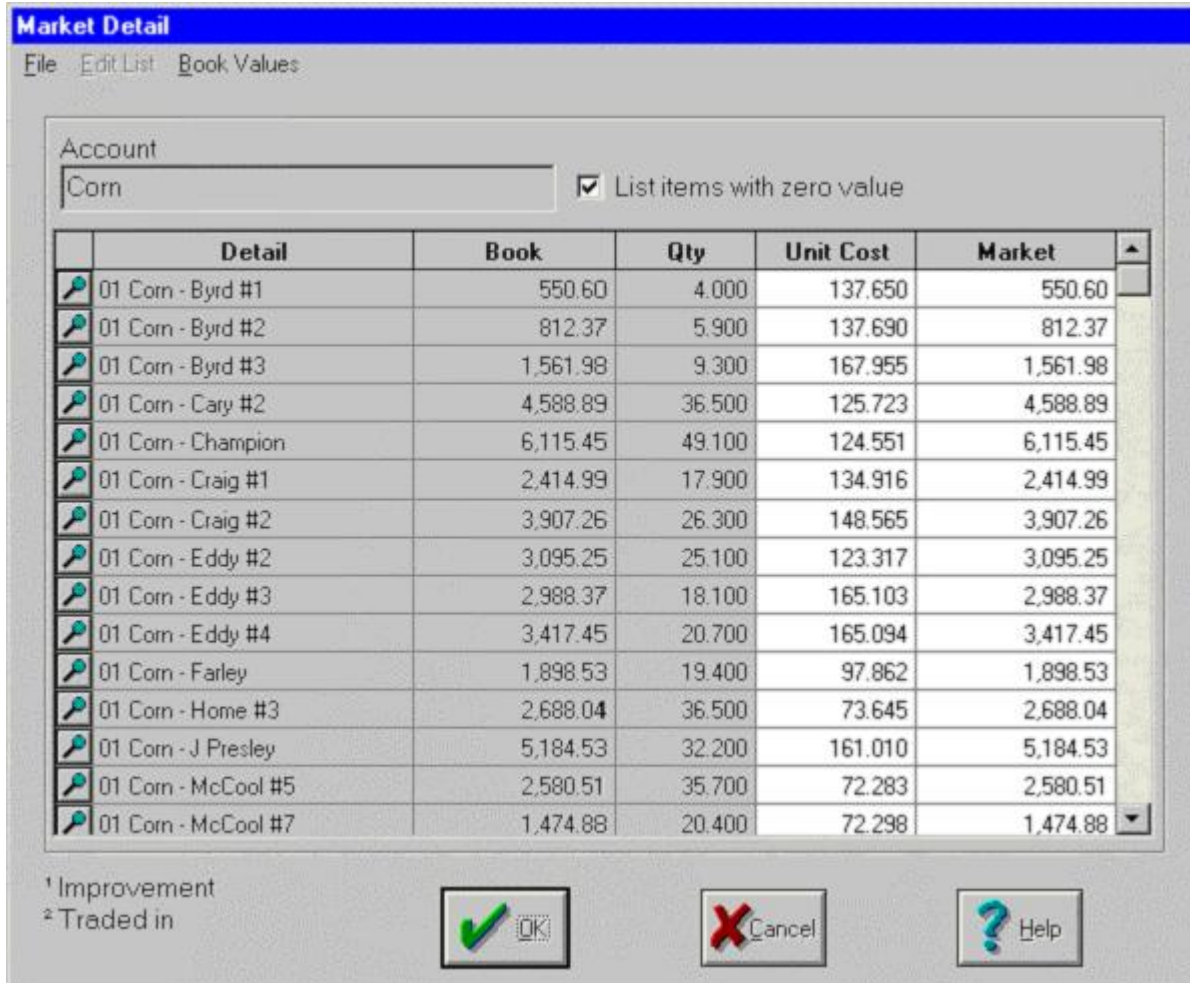 Market Detail
File Edit List Book Values
Account
Corn List items with zero value
Detail Book Qty Unit Cost Market
01 Corn - Byrd #1 550.60 4.000 137.650 550.60
01 Corn - Byrd #2 812.37 5.900 137.690 812.37
01 Corn - Byrd #3 1,561.98 9.300 167.955 1,561.98
01 Corn - Cary #2 4,588.89 36.500 125.723 4,588.89
01 Corn - Champion 6,115.45 49.100 124.551 6,115.45
01 Corn - Craig #1 2,414.99 17.900 134.916 2,414.99
01 Corn - Craig #2 3,907.26 26.300 148.565 3,907.26
01 Corn - Eddy #2 3,095.25 25.100 123.317 3,095.25
01 Corn - Eddy #3 2,988.37 18.100 165.103 2,988.37
01 Corn - Eddy #4 3,417.45 20.700 165.094 3,417.45
01 Corn - Farley 1,898.53 19.400 97.862 1,898.53
01 Corn - Home #3 2,688.04 36.500 73.645 2,688.04
01 Corn - J Presley 5,184.53 32.200 161.010 5,184.53
01 Corn - McCool #5 2,580.51 35.700 72.283 2,580.51
01 Corn - McCool #7 1,474.88 20.400 72.298 1,474.88
¹ Improvement
² Traded in
OK Cancel Help